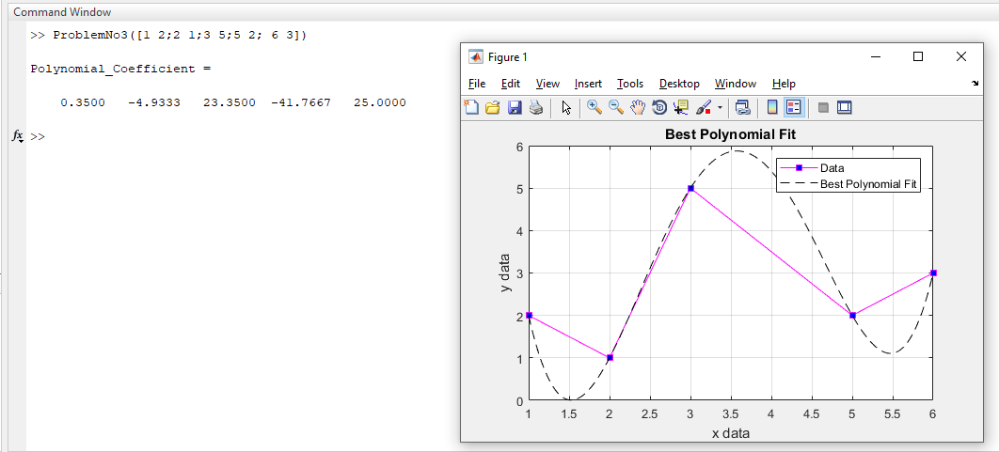 Command Window
>> ProblemNo3([1 2;2 1;3 5;5 2; 6 3])
Polynomial_Coefficient =
0.3500 -4.9333 23.3500 -41.7667 25.0000
fx >>
Figure 1
File Edit View Insert Tools Desktop Window Help
Best Polynomial Fit
Data
Best Polynomial Fit
y data
6
5
4
3
2
1
0
1 1.5 2 2.5 3 3.5 4 4.5 5 5.5 6
x data